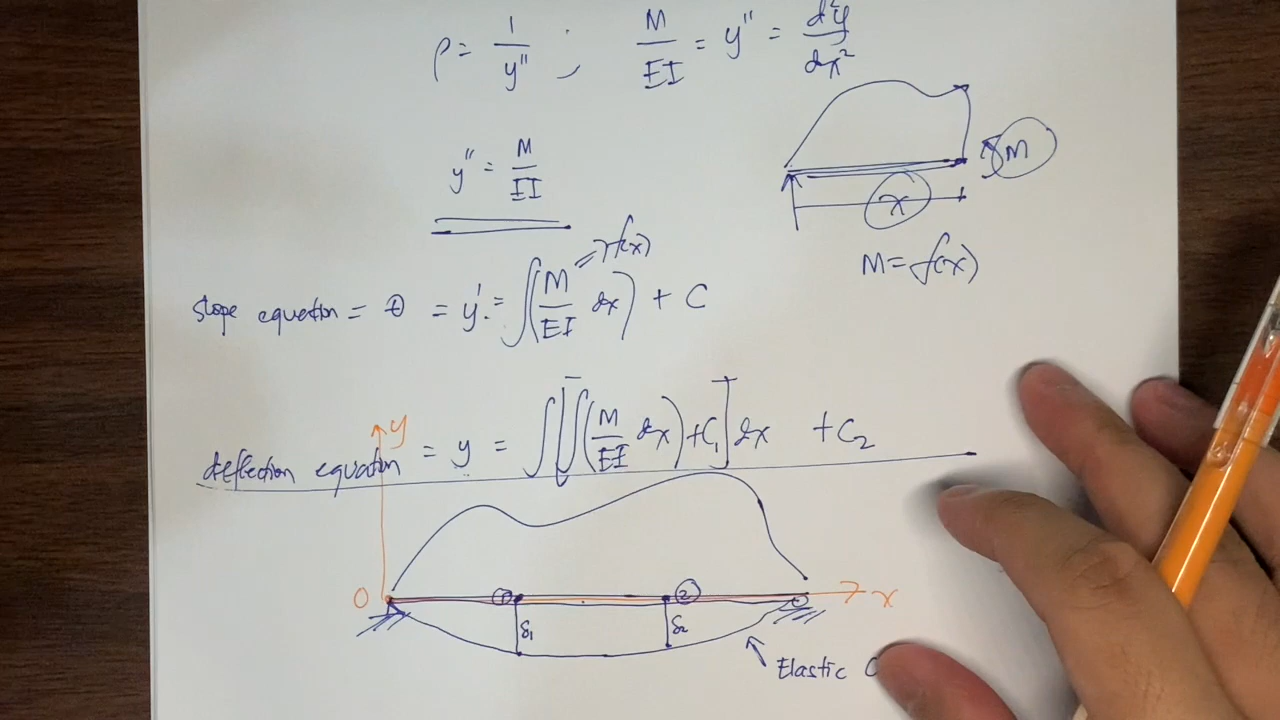 ρ = 1/y" ; M/EI = y" = d²y/dx²
y" = M/EI
M
x
M = f(x)
⇒ f(x)
slope equation = θ = y' = ∫(M/EI dx) + C
y
deflection equation = y = ∫[∫(M/EI dx) + C₁] dx + C₂
O ① ② x
δ₁ δ₂
Elastic C